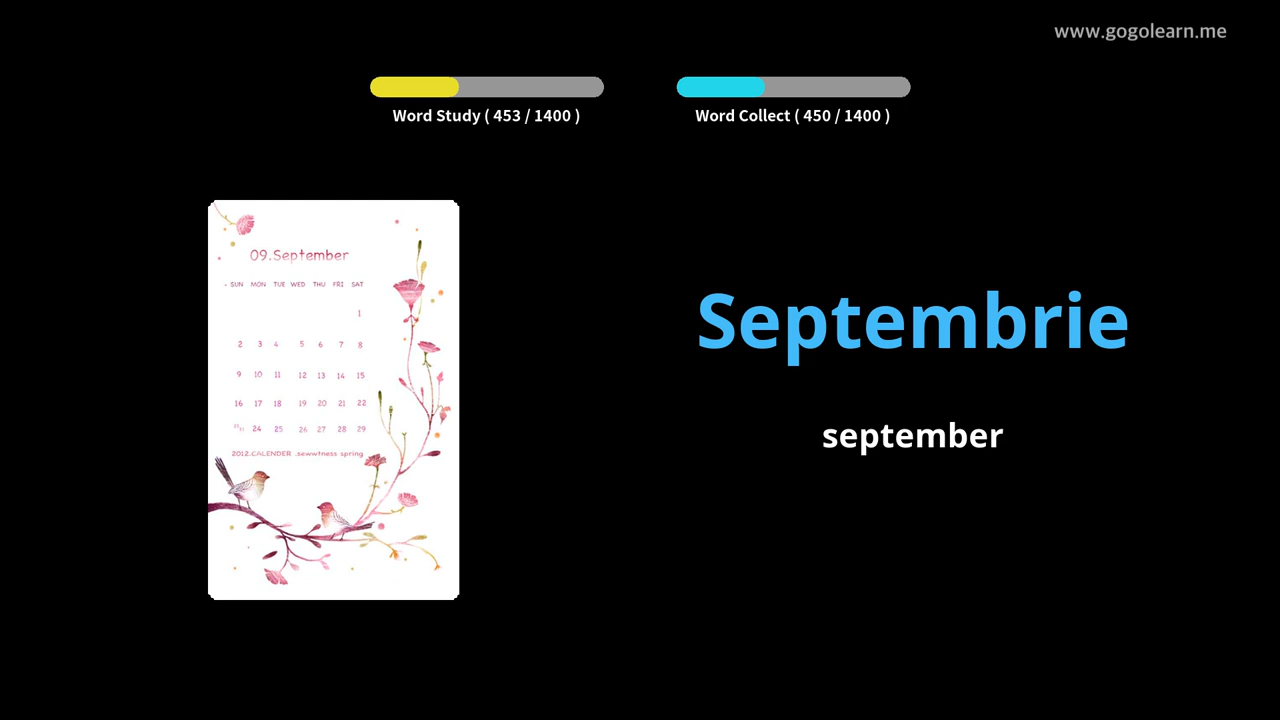 www.gogolearn.me
Word Study ( 453 / 1400 )
Word Collect ( 450 / 1400 )
09.September
SUN MON TUE WED THU FRI SAT
1
2 3 4 5 6 7 8
9 10 11 12 13 14 15
16 17 18 19 20 21 22
24 25 26 27 28 29
2012.CALENDER .sewwtness spring
Septembrie
september